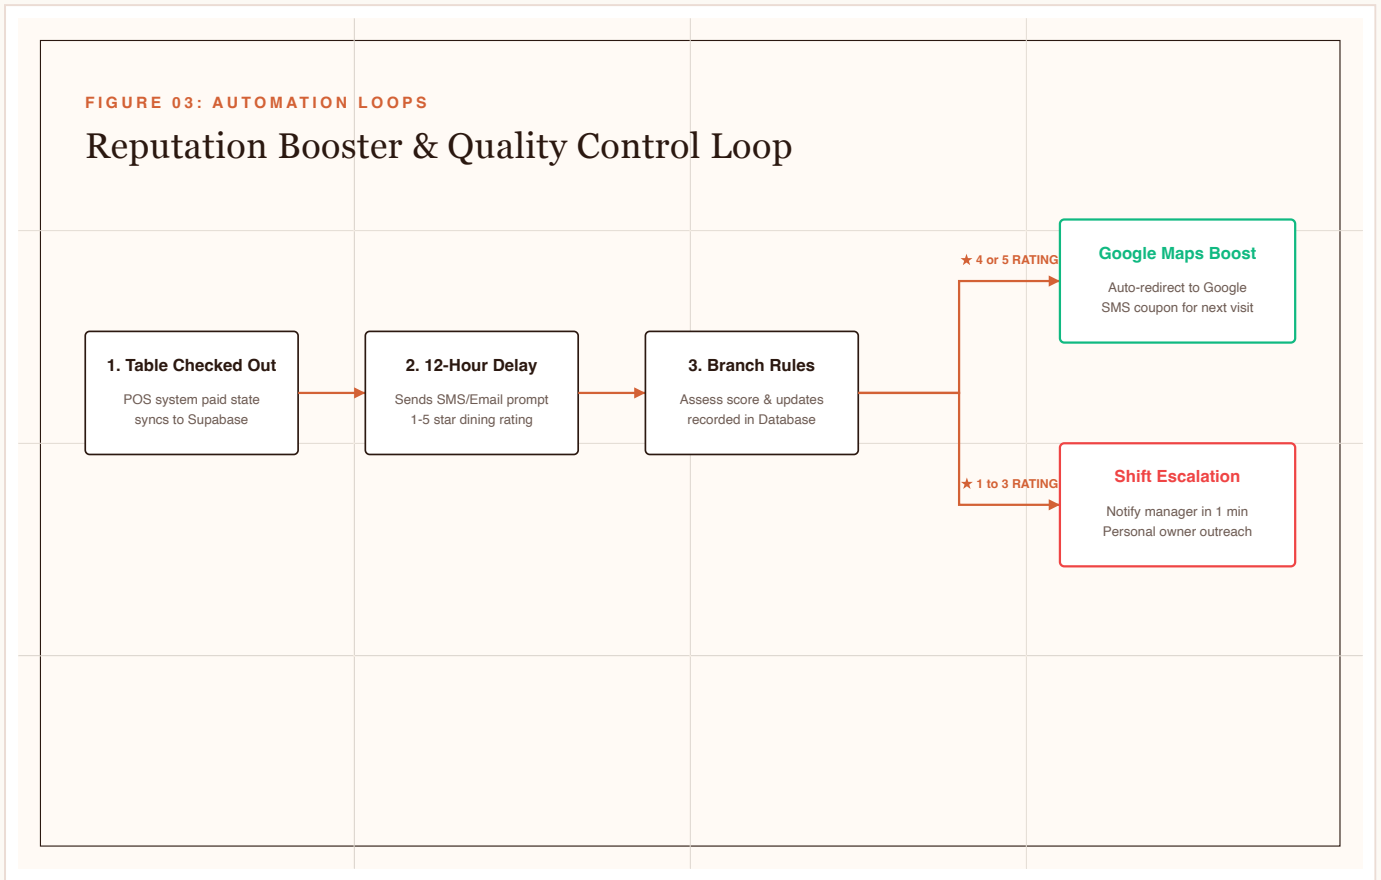 FIGURE 03: AUTOMATION LOOPS
Reputation Booster & Quality Control Loop
1. Table Checked Out
POS system paid state
syncs to Supabase
2. 12-Hour Delay
Sends SMS/Email prompt
1-5 star dining rating
3. Branch Rules
Assess score & updates
recorded in Database
★ 4 or 5 RATING
Google Maps Boost
Auto-redirect to Google
SMS coupon for next visit
★ 1 to 3 RATING
Shift Escalation
Notify manager in 1 min
Personal owner outreach